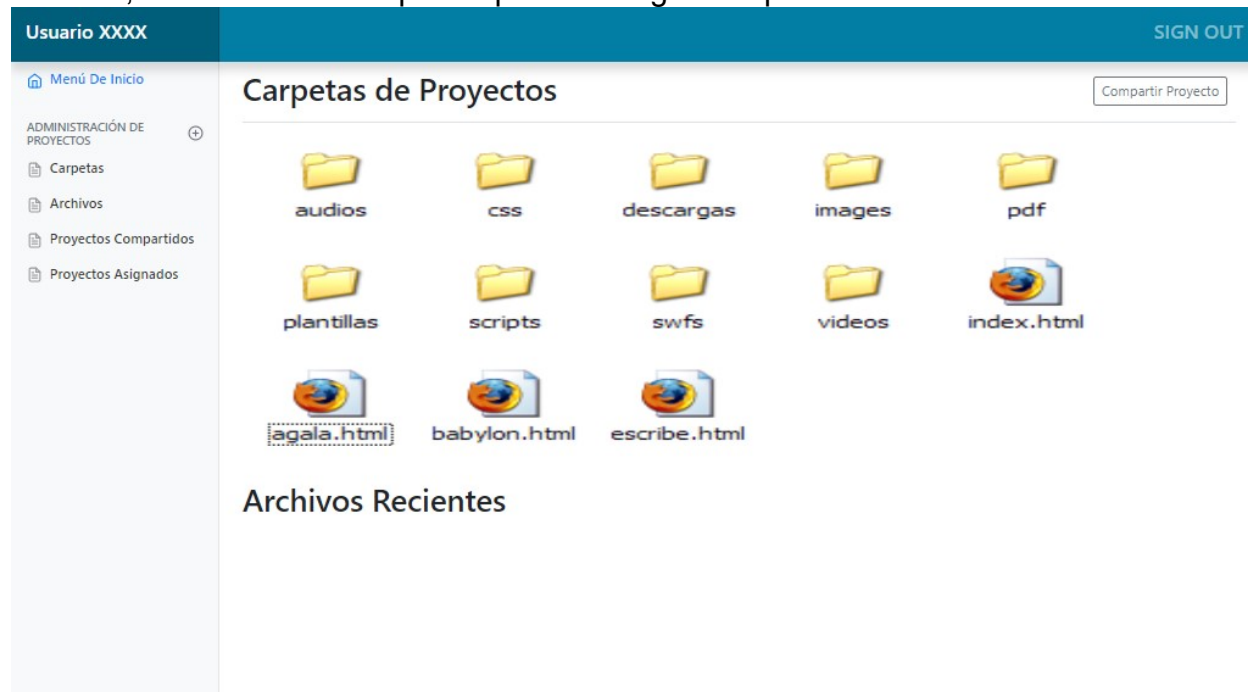 Usuario XXXX
SIGN OUT
Menú De Inicio
Carpetas de Proyectos
Compartir Proyecto
ADMINISTRACIÓN DE
PROYECTOS
Carpetas
Archivos
Proyectos Compartidos
Proyectos Asignados
audios css descargas images pdf
plantillas scripts swfs videos index.html
agala.html babylon.html escribe.html
Archivos Recientes